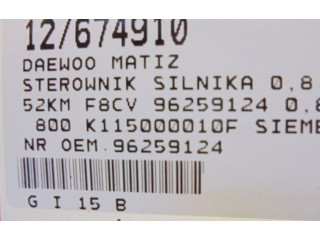 12/674910
DAEWOO MATIZ
STEROWNIK SILNIKA 0,8
52KM F8CV 96259124 0,8
800 K115000010F SIEME
NR OEM.96259124
G I 15 B